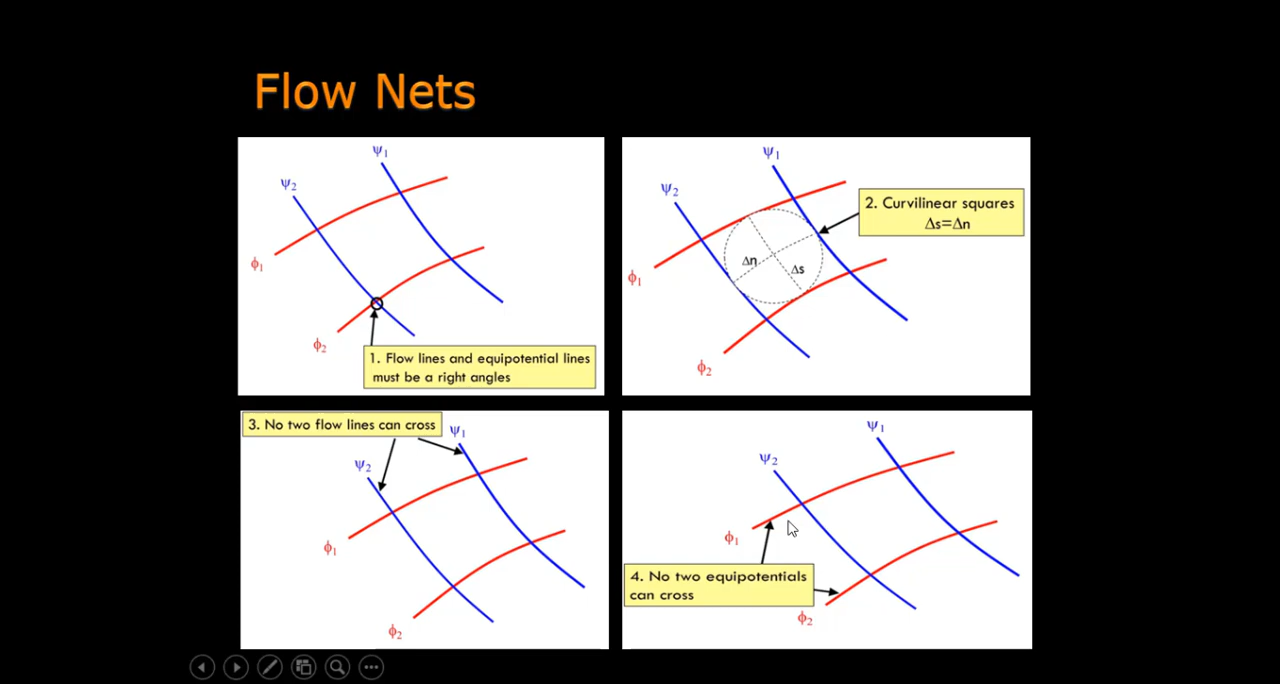 Flow Nets
ψ1
ψ2
ϕ1
ϕ2
1. Flow lines and equipotential lines
must be a right angles
ψ1
ψ2
2. Curvilinear squares
Δs=Δn
Δη
Δs
ϕ1
ϕ2
3. No two flow lines can cross
ψ1
ψ2
ϕ1
ϕ2
ψ1
ψ2
ϕ1
4. No two equipotentials
can cross
ϕ2